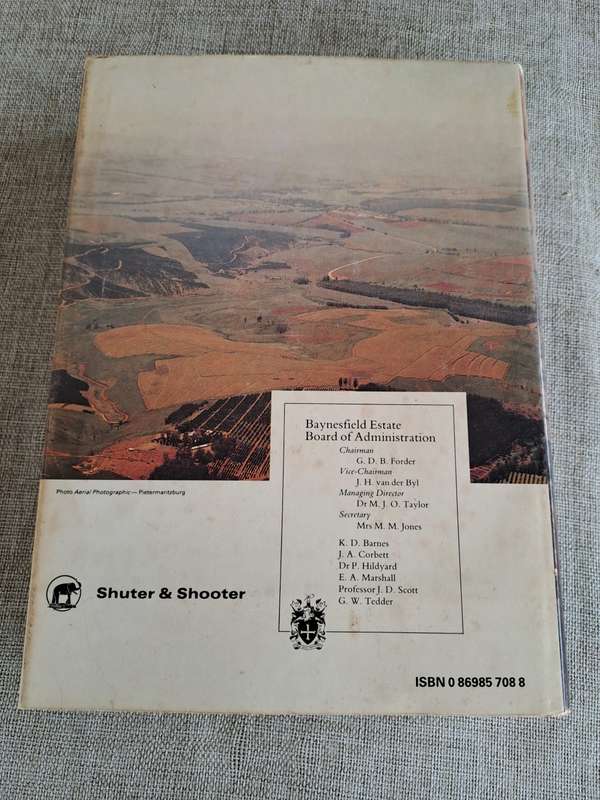 Baynesfield Estate
Board of Administration
Chairman
G. D. B. Forder
Vice-Chairman
J. H. van der Byl
Managing Director
Dr M. J. O. Taylor
Secretary
Mrs M. M. Jones
K. D. Barnes
J. A. Corbett
Dr P. Hildyard
E. A. Marshall
Professor J. D. Scott
G. W. Tedder
Photo Aerial Photographic — Pietermaritzburg
Shuter & Shooter
ISBN 0 86985 708 8